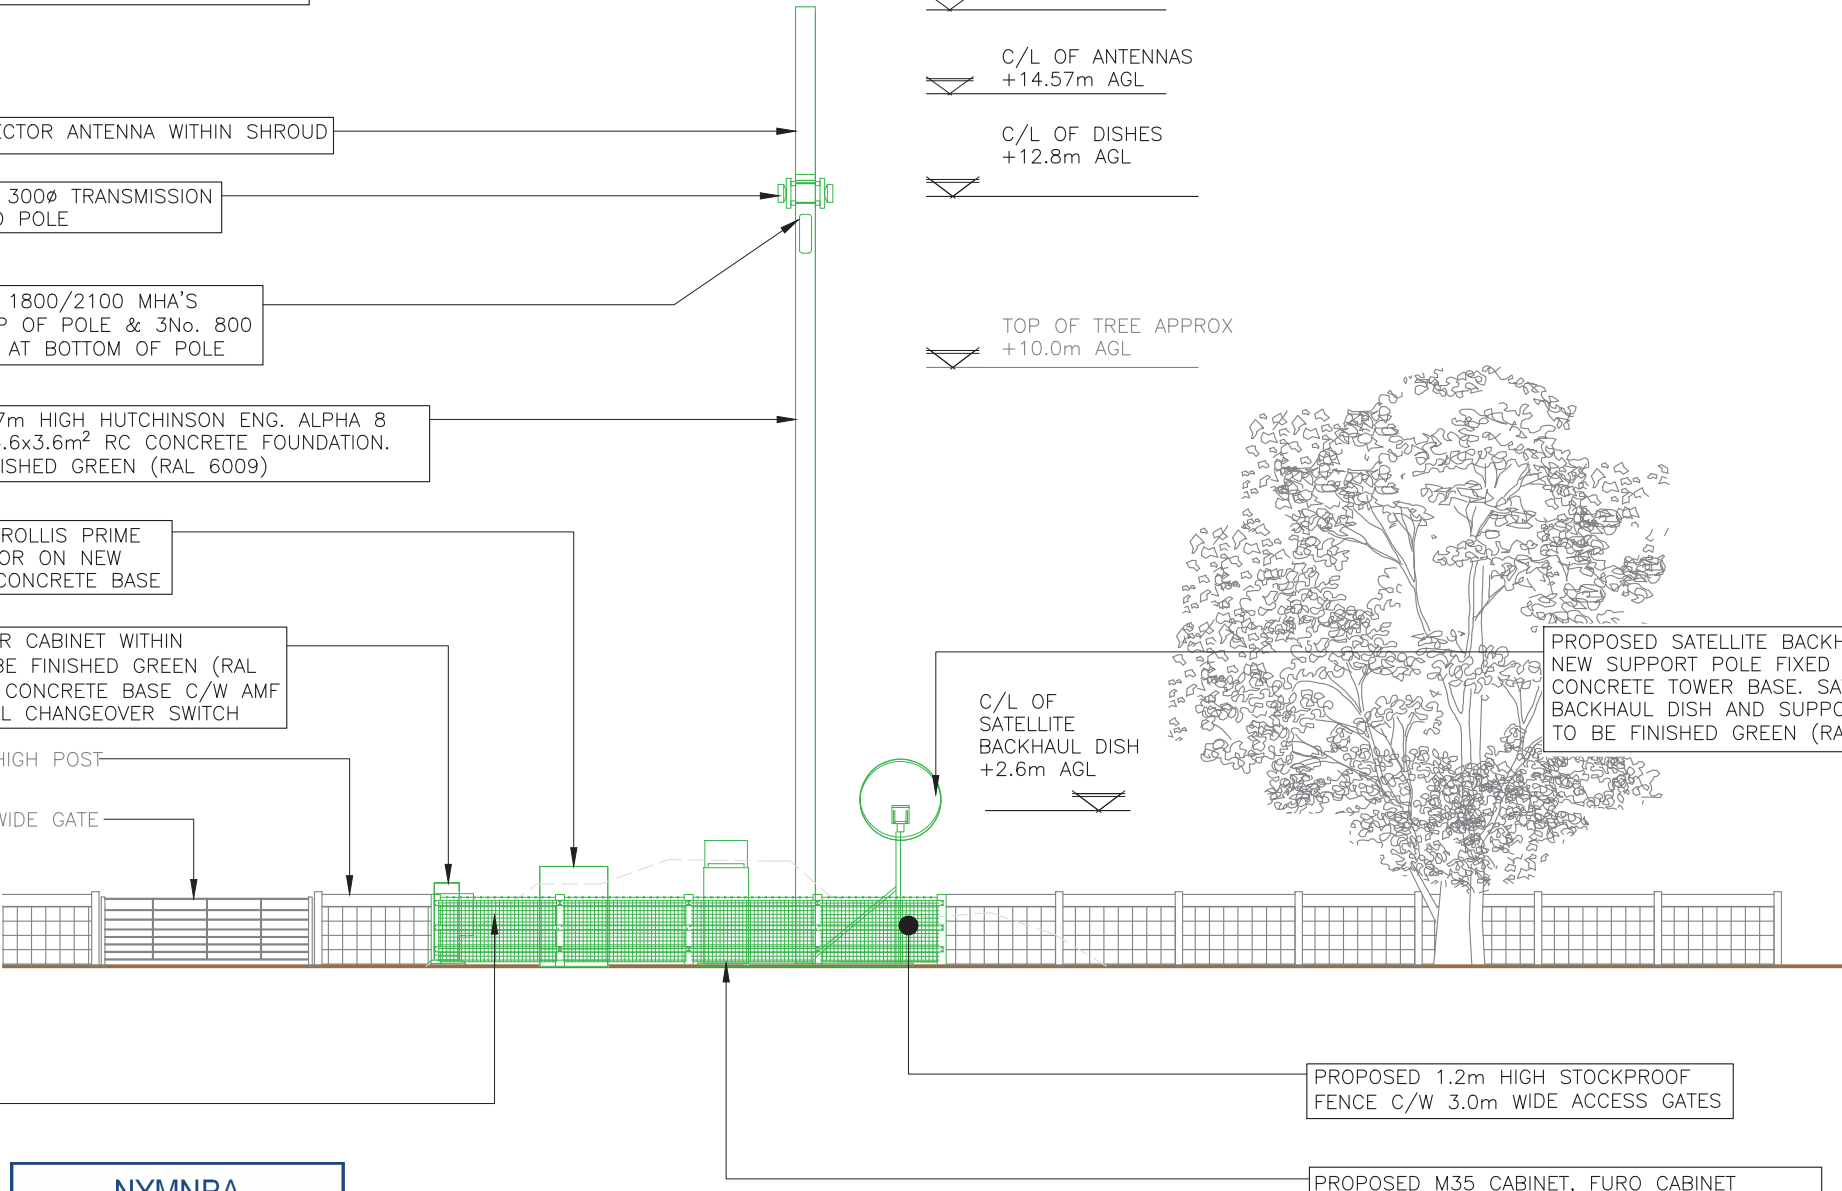 C/L OF ANTENNAS
+14.57m AGL
C/L OF DISHES
+12.8m AGL
TOP OF TREE APPROX
+10.0m AGL
ECTOR ANTENNA WITHIN SHROUD
300ø TRANSMISSION
POLE
1800/2100 MHA'S
OF POLE & 3No. 800
AT BOTTOM OF POLE
7m HIGH HUTCHINSON ENG. ALPHA 8
.6x3.6m² RC CONCRETE FOUNDATION.
ISHED GREEN (RAL 6009)
ROLLIS PRIME
OR ON NEW
CONCRETE BASE
R CABINET WITHIN
BE FINISHED GREEN (RAL
CONCRETE BASE C/W AMF
L CHANGEOVER SWITCH
HIGH POST
WIDE GATE
C/L OF
SATELLITE
BACKHAUL DISH
+2.6m AGL
PROPOSED SATELLITE BACKH
NEW SUPPORT POLE FIXED
CONCRETE TOWER BASE. SA
BACKHAUL DISH AND SUPPO
TO BE FINISHED GREEN (RA
PROPOSED 1.2m HIGH STOCKPROOF
FENCE C/W 3.0m WIDE ACCESS GATES
PROPOSED M35 CABINET, FURO CABINET
NYMNPA